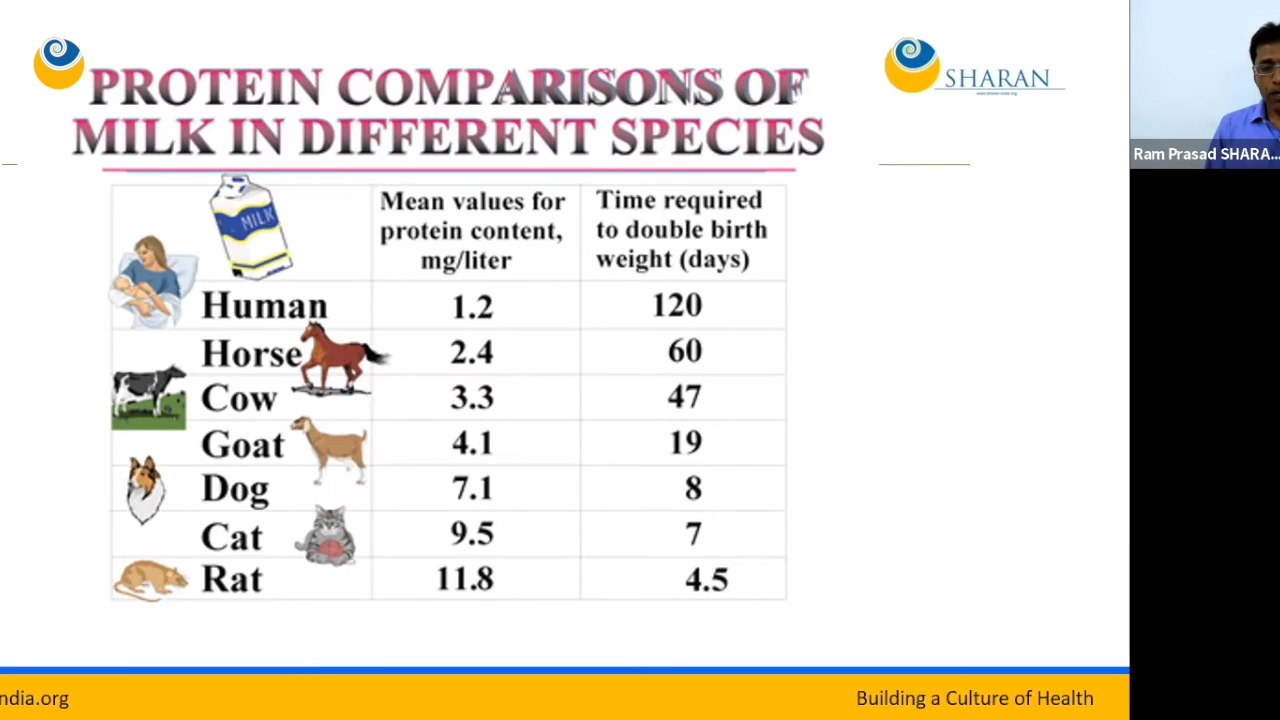 PROTEIN COMPARISONS OF
MILK IN DIFFERENT SPECIES
SHARAN
Ram Prasad SHARA...
MILK
Mean values for
protein content,
mg/liter
Time required
to double birth
weight (days)
Human 1.2 120
Horse 2.4 60
Cow 3.3 47
Goat 4.1 19
Dog 7.1 8
Cat 9.5 7
Rat 11.8 4.5
ndia.org
Building a Culture of Health